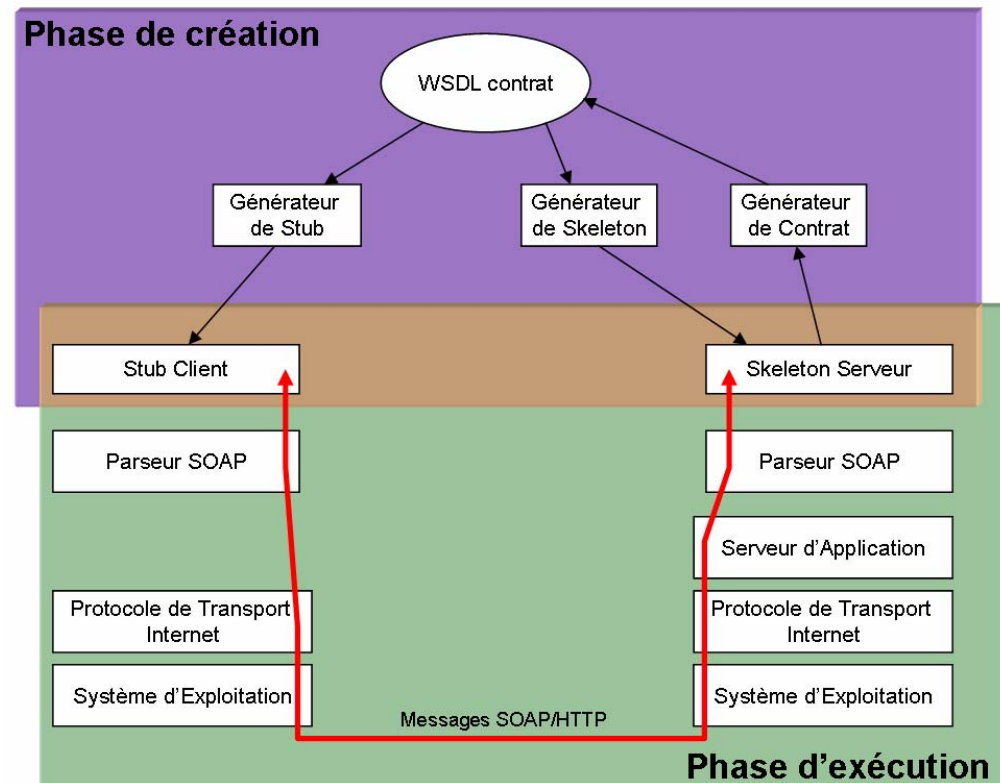 Phase de création
WSDL contrat
Générateur
de Stub
Générateur
de Skeleton
Générateur
de Contrat
Stub Client
Skeleton Serveur
Parseur SOAP
Parseur SOAP
Serveur d'Application
Protocole de Transport
Internet
Protocole de Transport
Internet
Système d'Exploitation
Système d'Exploitation
Messages SOAP/HTTP
Phase d'exécution